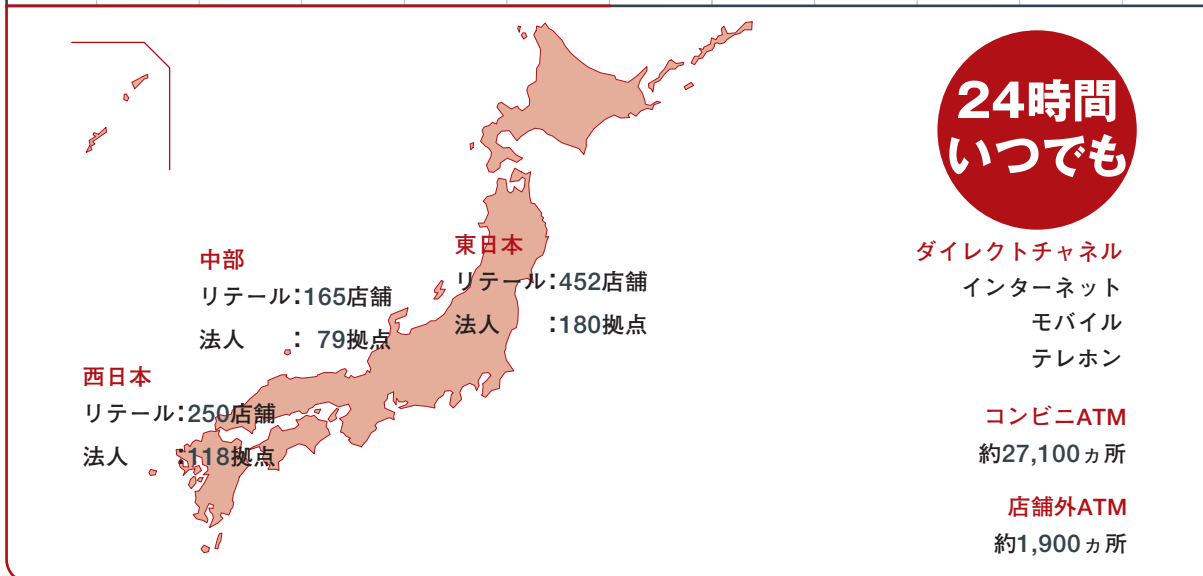 24時間
いつでも
中部
リテール：165店舗
法人　　： 79拠点
東日本
リテール：452店舗
法人　　：180拠点
西日本
リテール：250店舗
法人　　：118拠点
ダイレクトチャネル
インターネット
モバイル
テレホン
コンビニATM
約27,100ヵ所
店舗外ATM
約1,900ヵ所